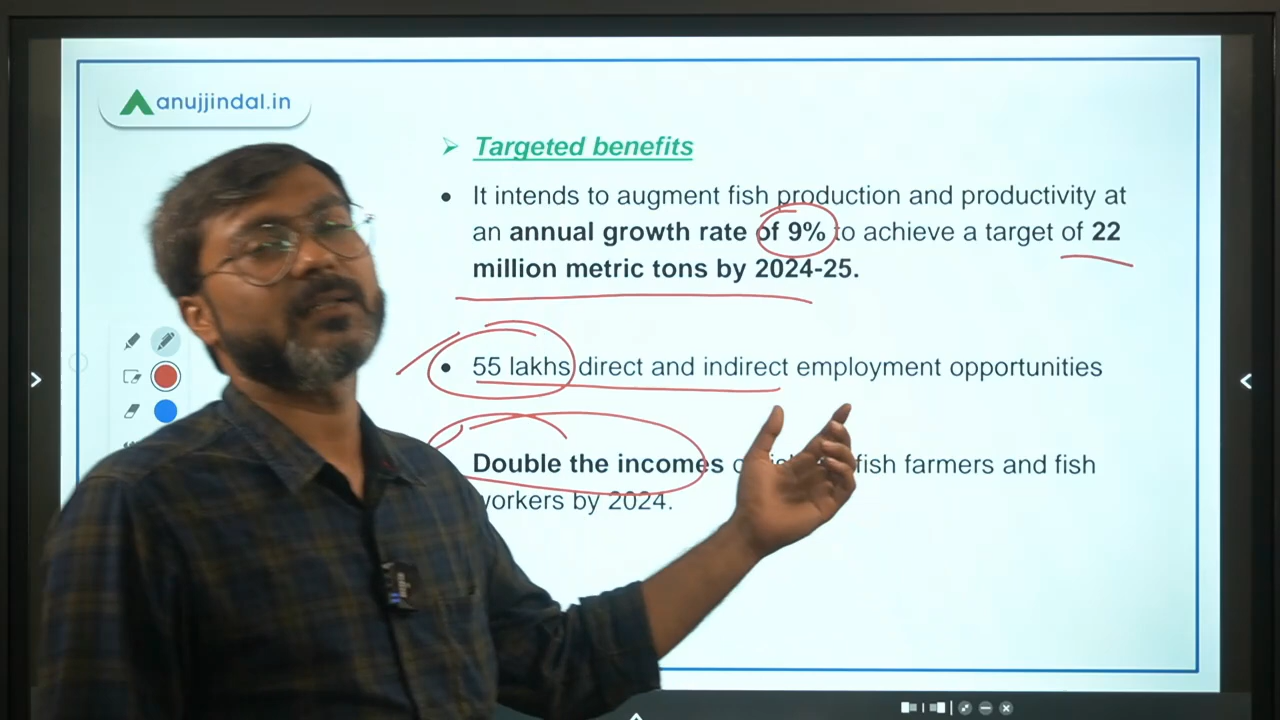 anujjindal.in
Targeted benefits
It intends to augment fish production and productivity at
an annual growth rate of 9% to achieve a target of 22
million metric tons by 2024-25.
55 lakhs direct and indirect employment opportunities
Double the incomes fish farmers and fish
workers by 2024.